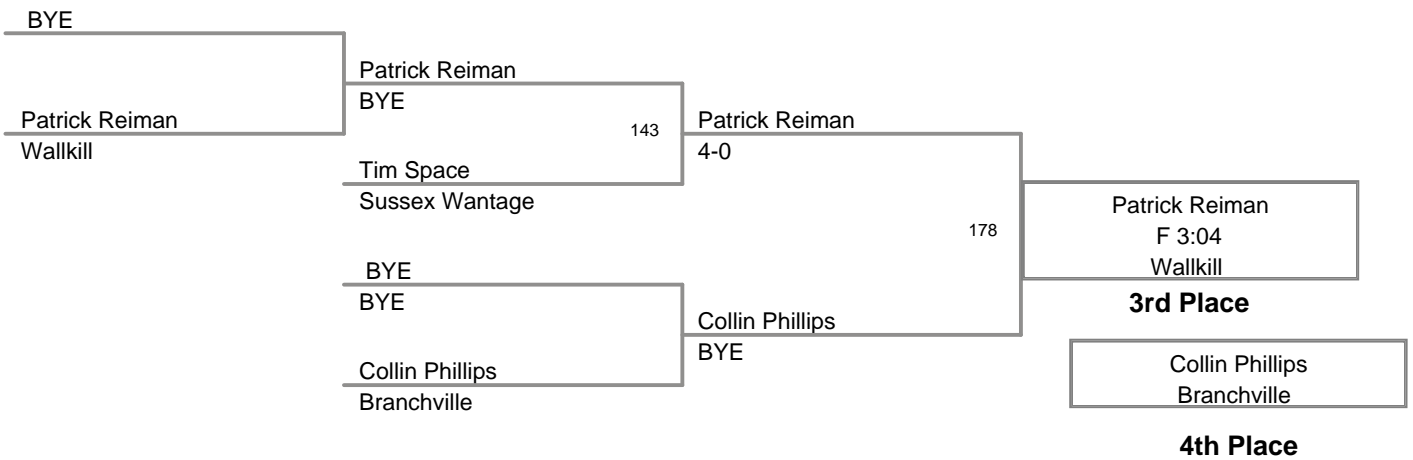 BYE
Patrick Reiman
Wallkill
Patrick Reiman
BYE
143
Tim Space
Sussex Wantage
BYE
BYE
Collin Phillips
Branchville
Patrick Reiman
4-0
178
Collin Phillips
BYE
Patrick Reiman
F 3:04
Wallkill
3rd Place
Collin Phillips
Branchville
4th Place